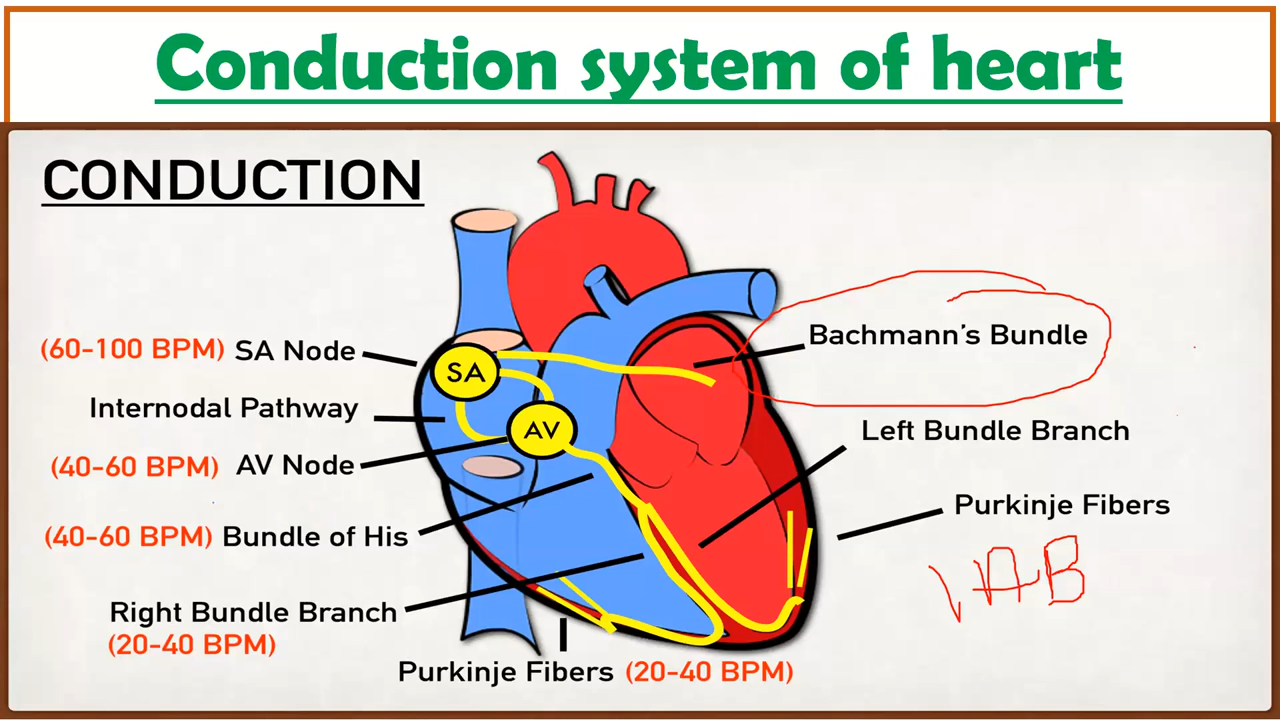 Conduction system of heart
CONDUCTION
(60-100 BPM) SA Node
Internodal Pathway
(40-60 BPM) AV Node
(40-60 BPM) Bundle of His
Right Bundle Branch
(20-40 BPM)
Purkinje Fibers (20-40 BPM)
SA
AV
Bachmann's Bundle
Left Bundle Branch
Purkinje Fibers